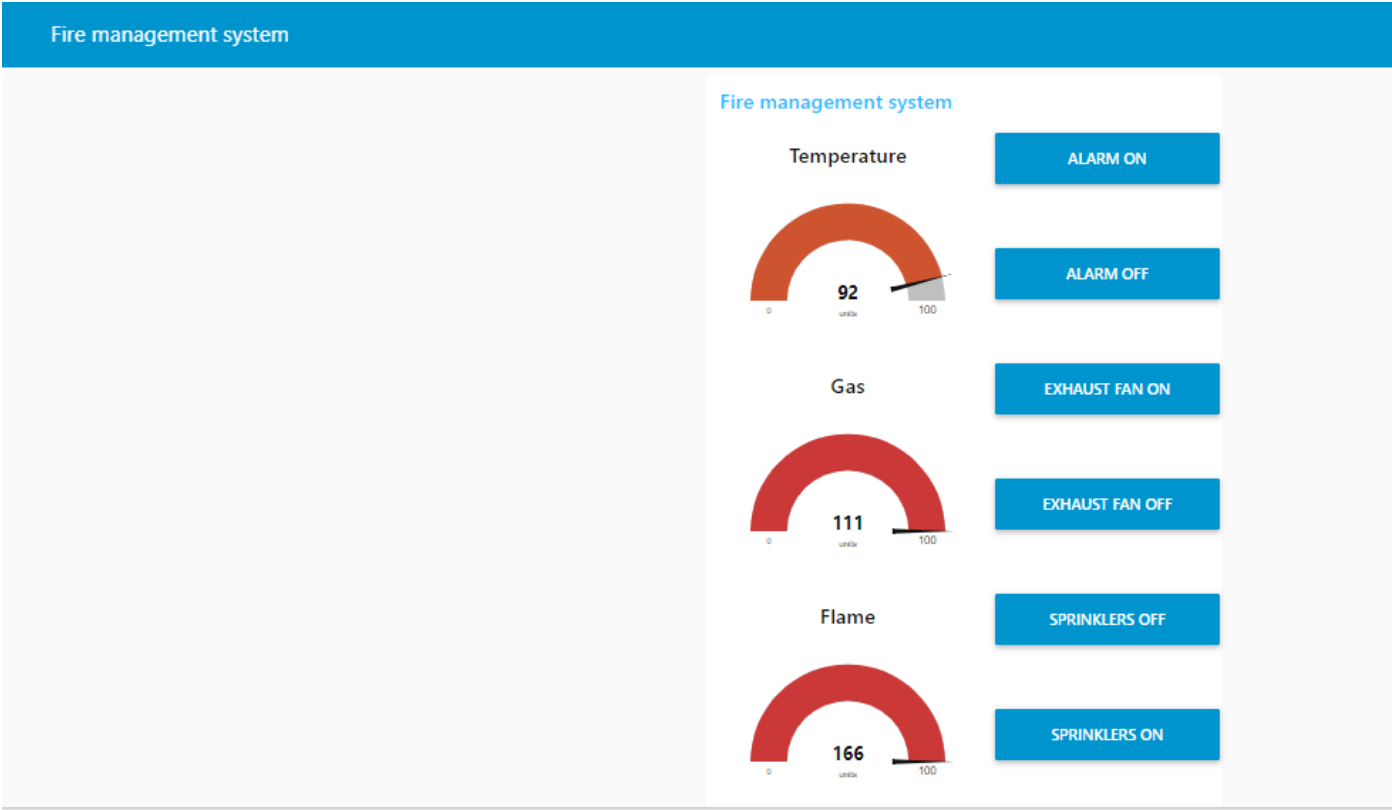 Fire management system
Fire management system
Temperature
92
units
0
100
ALARM ON
ALARM OFF
Gas
111
units
0
100
EXHAUST FAN ON
EXHAUST FAN OFF
Flame
166
units
0
100
SPRINKLERS OFF
SPRINKLERS ON